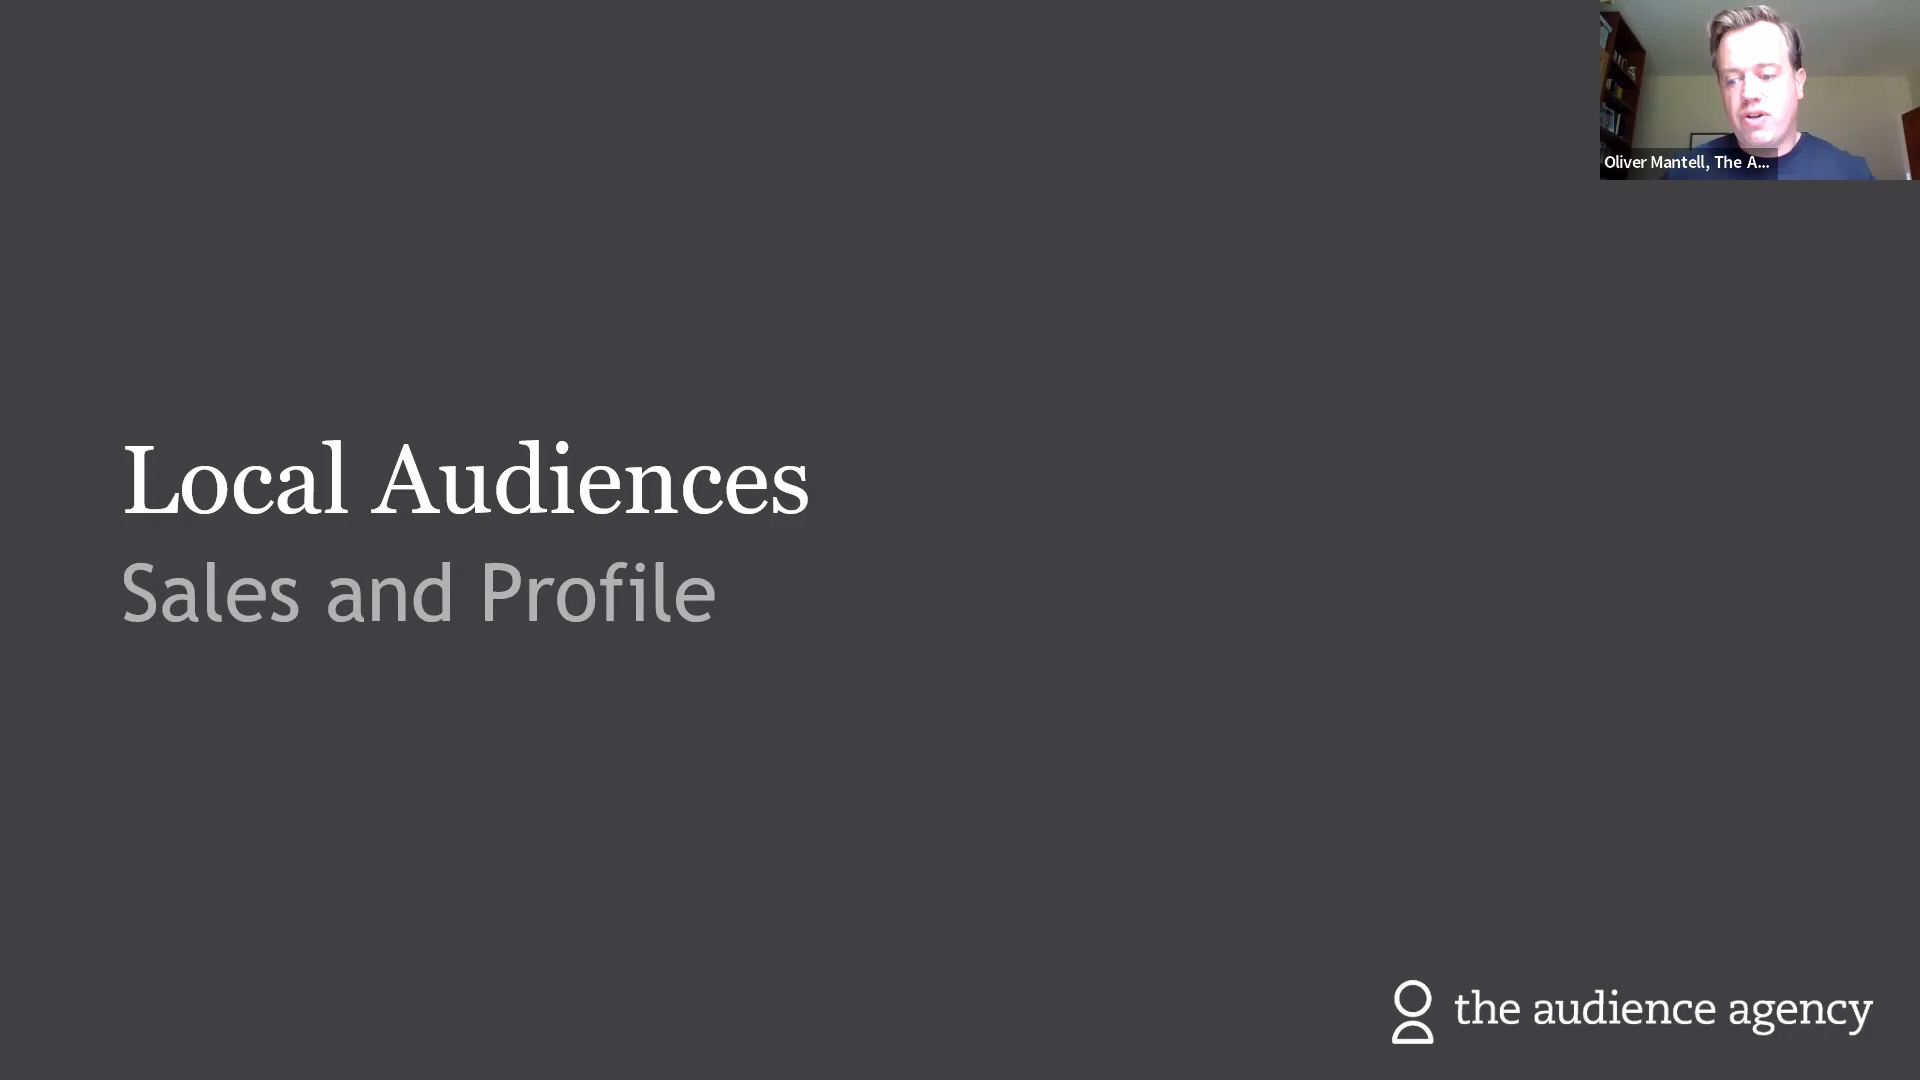 Oliver Mantell, The A...
Local Audiences
Sales and Profile
the audience agency